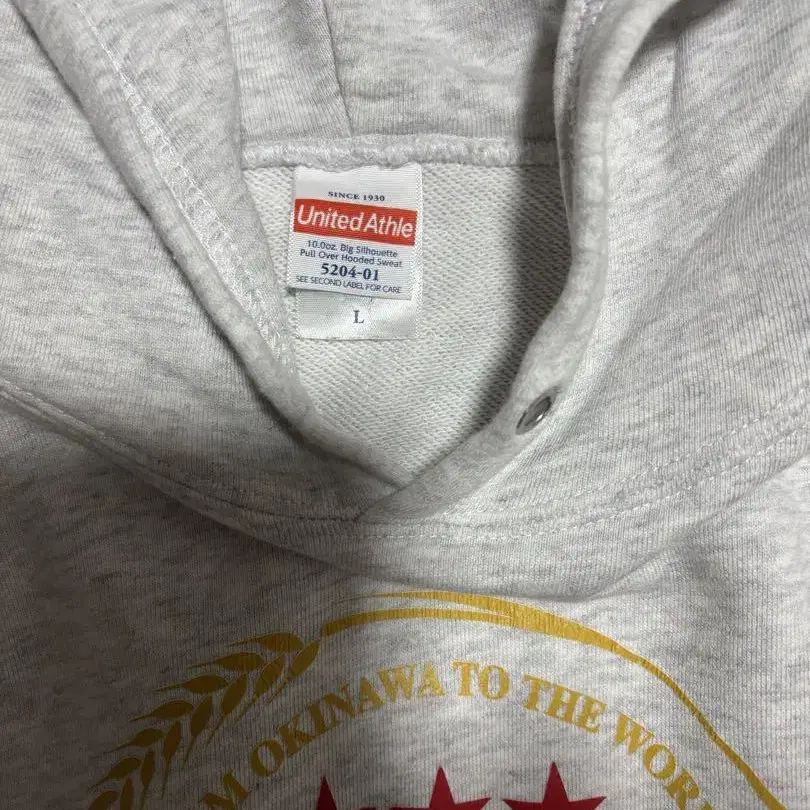 SINCE 1930
United Athle
10.0oz. Big Silhouette
Pull Over Hooded Sweat
5204-01
SEE SECOND LABEL FOR CARE
L
M OKINAWA TO THE WOR